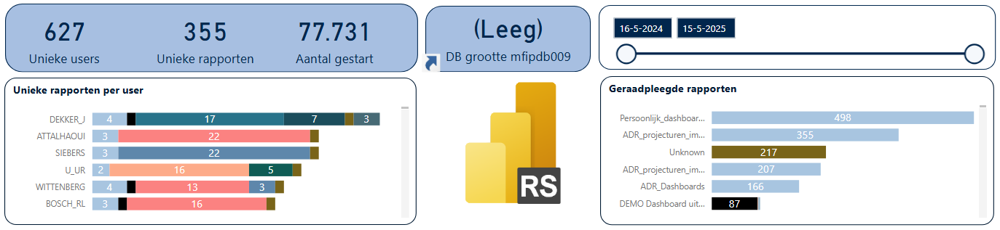 627
Unieke users
355
Unieke rapporten
77.731
Aantal gestart
(Leeg)
DB grootte mfipdb009
16-5-2024
15-5-2025
Unieke rapporten per user
DEKKER_J 4 17 7 3
ATTALHAOUI 3 22
SIEBERS 3 22
U_UR 2 16 5
WITTENBERG 4 13 3
BOSCH_RL 3 16
RS
Geraadpleegde rapporten
Persoonlijk_dashboar... 498
ADR_projecturen_im... 355
Unknown 217
ADR_projecturen_im... 207
ADR_Dashboards 166
DEMO Dashboard uit... 87